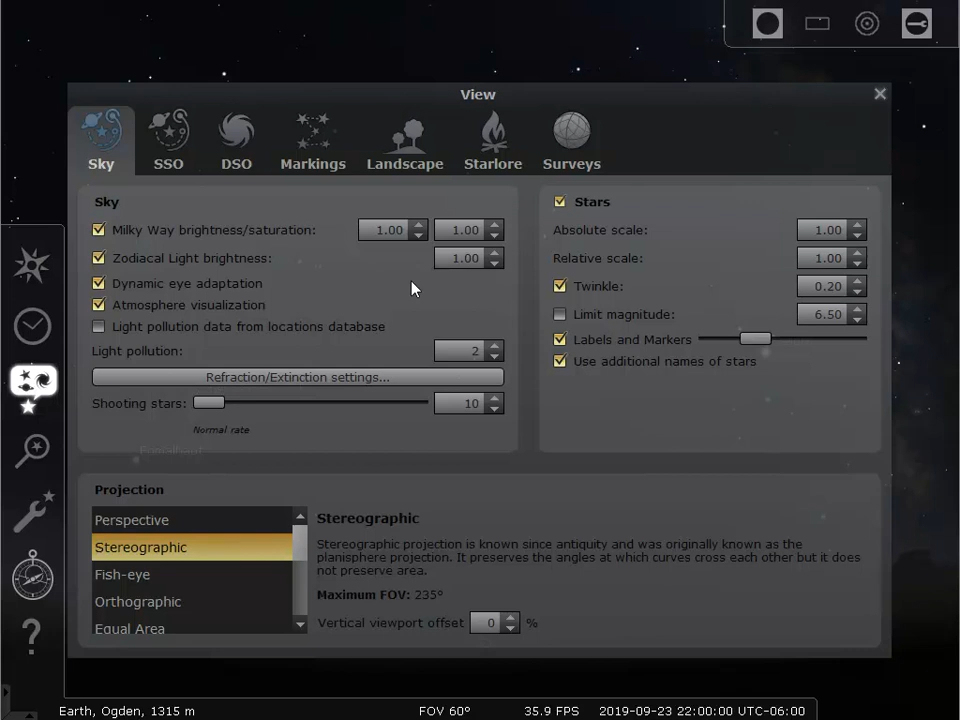 View
Sky SSO DSO Markings Landscape Starlore Surveys
Sky
Milky Way brightness/saturation: 1.00 1.00
Zodiacal Light brightness: 1.00
Dynamic eye adaptation
Atmosphere visualization
Light pollution data from locations database
Light pollution: 2
Refraction/Extinction settings...
Shooting stars: 10
Normal rate
Fomalhaut
Stars
Absolute scale: 1.00
Relative scale: 1.00
Twinkle: 0.20
Limit magnitude: 6.50
Labels and Markers
Use additional names of stars
Projection
Perspective
Stereographic
Fish-eye
Orthographic
Equal Area
Stereographic
Stereographic projection is known since antiquity and was originally known as the
planisphere projection. It preserves the angles at which curves cross each other but it does
not preserve area.
Maximum FOV: 235°
Vertical viewport offset 0 %
Earth, Ogden, 1315 m FOV 60° 35.9 FPS 2019-09-23 22:00:00 UTC-06:00